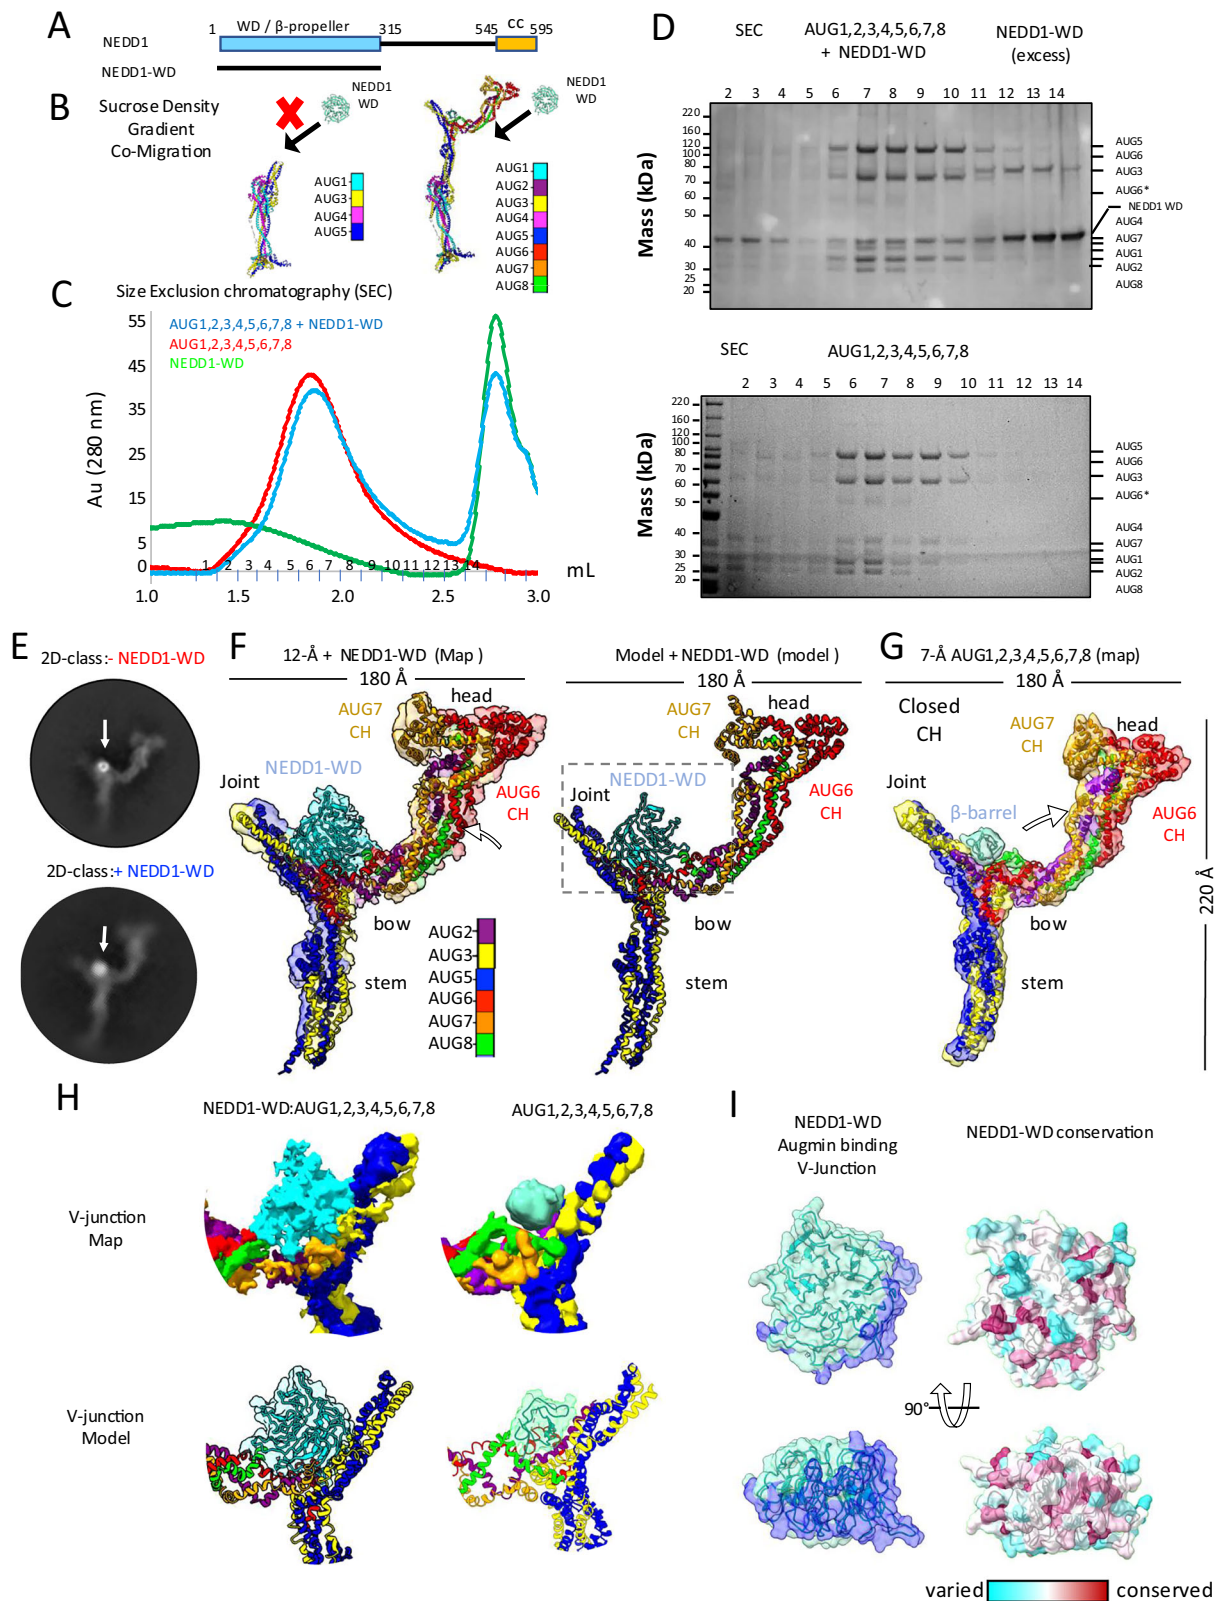 A
1
WD / β-propeller
315
545
CC
595
NEDD1
NEDD1-WD
B
Sucrose Density
Gradient
Co-Migration
NEDD1
WD
NEDD1
WD
AUG1
AUG3
AUG4
AUG5
AUG1
AUG2
AUG3
AUG4
AUG5
AUG6
AUG7
AUG8
C
Size Exclusion chromatography (SEC)
AUG1,2,3,4,5,6,7,8 + NEDD1-WD
AUG1,2,3,4,5,6,7,8
NEDD1-WD
Au (280 nm)
55
45
35
25
15
5
0
1 2 3 4 5 6 7 8 9 10 11 12 13 14
mL
1.0 1.5 2.0 2.5 3.0
D
SEC
AUG1,2,3,4,5,6,7,8
+ NEDD1-WD
NEDD1-WD
(excess)
2 3 4 5 6 7 8 9 10 11 12 13 14
Mass (kDa)
220
160
120
100
80
70
60
50
40
30
25
20
AUG5
AUG6
AUG3
AUG6*
NEDD1 WD
AUG4
AUG7
AUG1
AUG2
AUG8
SEC
AUG1,2,3,4,5,6,7,8
2 3 4 5 6 7 8 9 10 11 12 13 14
Mass (kDa)
220
160
120
100
80
70
60
50
40
30
25
20
AUG5
AUG6
AUG3
AUG6*
AUG4
AUG7
AUG1
AUG2
AUG8
E
2D-class:- NEDD1-WD
2D-class:+ NEDD1-WD
F
12-Å + NEDD1-WD (Map )
180 Å
head
AUG7
CH
NEDD1-WD
Joint
AUG6
CH
bow
stem
AUG2
AUG3
AUG5
AUG6
AUG7
AUG8
Model + NEDD1-WD (model )
180 Å
AUG7
CH
head
NEDD1-WD
Joint
AUG6
CH
bow
stem
G
7-Å AUG1,2,3,4,5,6,7,8 (map)
180 Å
Closed
CH
AUG7
CH
head
Joint
β-barrel
AUG6
CH
bow
stem
220 Å
H
NEDD1-WD:AUG1,2,3,4,5,6,7,8
AUG1,2,3,4,5,6,7,8
V-junction
Map
V-junction
Model
I
NEDD1-WD
Augmin binding
V-Junction
NEDD1-WD conservation
90°
varied
conserved